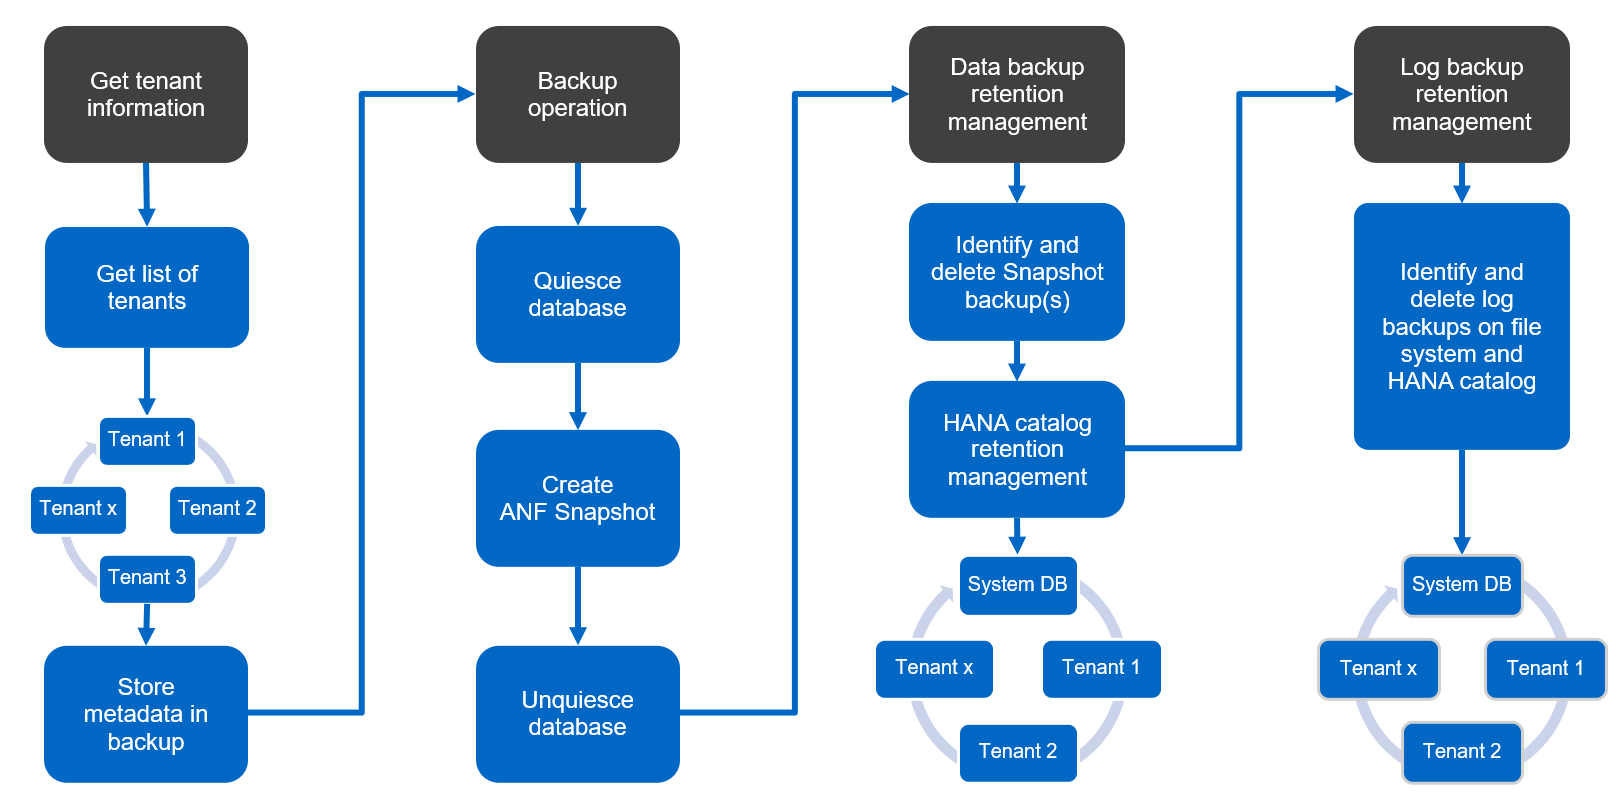 Get tenant
information
Get list of
tenants
Tenant 1
Tenant x
Tenant 2
Tenant 3
Store
metadata in
backup
Backup
operation
Quiesce
database
Create
ANF Snapshot
Unquiesce
database
Data backup
retention
management
Identify and
delete Snapshot
backup(s)
HANA catalog
retention
management
System DB
Tenant x
Tenant 1
Tenant 2
Log backup
retention
management
Identify and
delete log
backups on file
system and
HANA catalog
System DB
Tenant x
Tenant 1
Tenant 2